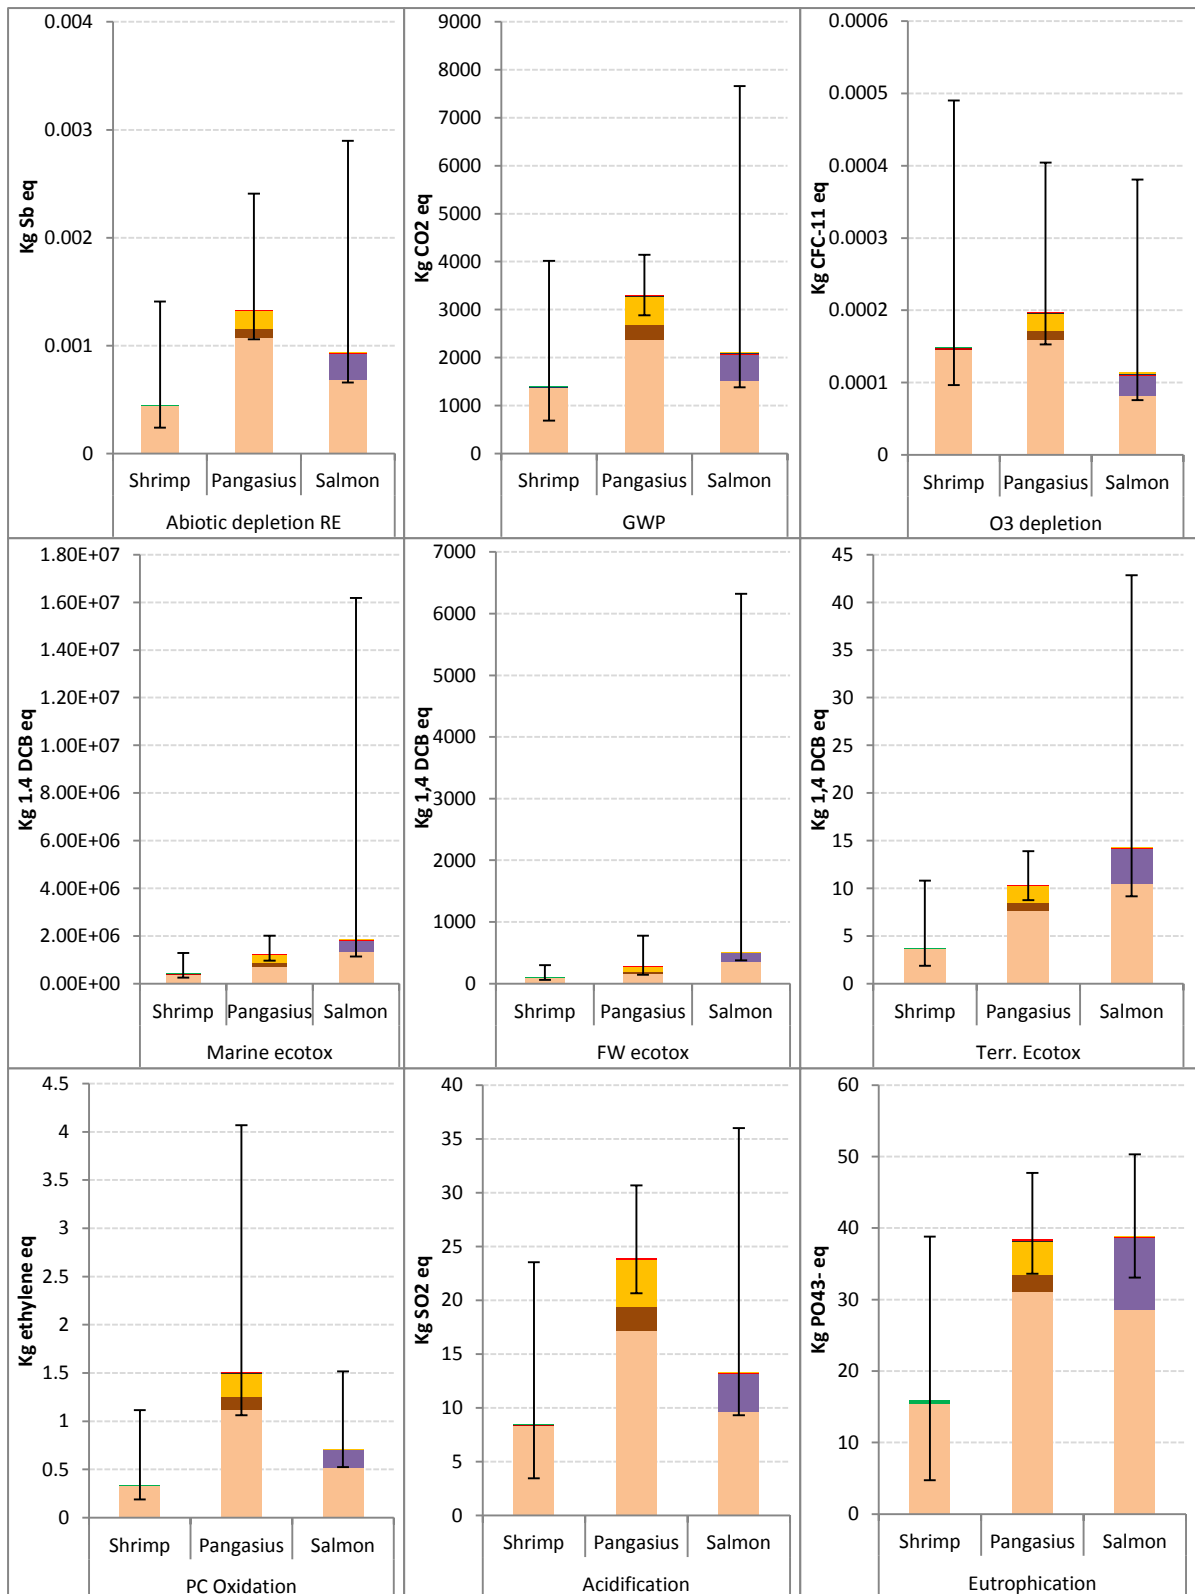 0.004
0.003
0.002
0.001
0
Kg Sb eq
Shrimp Pangasius Salmon
Abiotic depletion RE
9000
8000
7000
6000
5000
4000
3000
2000
1000
0
Kg CO2 eq
Shrimp Pangasius Salmon
GWP
0.0006
0.0005
0.0004
0.0003
0.0002
0.0001
0
Kg CFC-11 eq
Shrimp Pangasius Salmon
O3 depletion
1.80E+07
1.60E+07
1.40E+07
1.20E+07
1.00E+07
8.00E+06
6.00E+06
4.00E+06
2.00E+06
0.00E+00
Kg 1.4 DCB eq
Shrimp Pangasius Salmon
Marine ecotox
7000
6000
5000
4000
3000
2000
1000
0
Kg 1,4 DCB eq
Shrimp Pangasius Salmon
FW ecotox
45
40
35
30
25
20
15
10
5
0
Kg 1,4 DCB eq
Shrimp Pangasius Salmon
Terr. Ecotox
4.5
4
3.5
3
2.5
2
1.5
1
0.5
0
Kg ethylene eq
Shrimp Pangasius Salmon
PC Oxidation
40
35
30
25
20
15
10
5
0
Kg SO2 eq
Shrimp Pangasius Salmon
Acidification
60
50
40
30
20
10
0
Kg PO43- eq
Shrimp Pangasius Salmon
Eutrophication